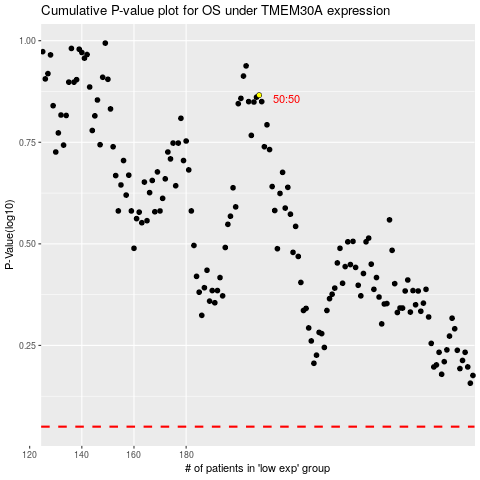 Cumulative P-value plot for OS under TMEM30A expression
1.00
50:50
0.75
P-Value(log10)
0.50
0.25
120 140 160 180
# of patients in 'low exp' group